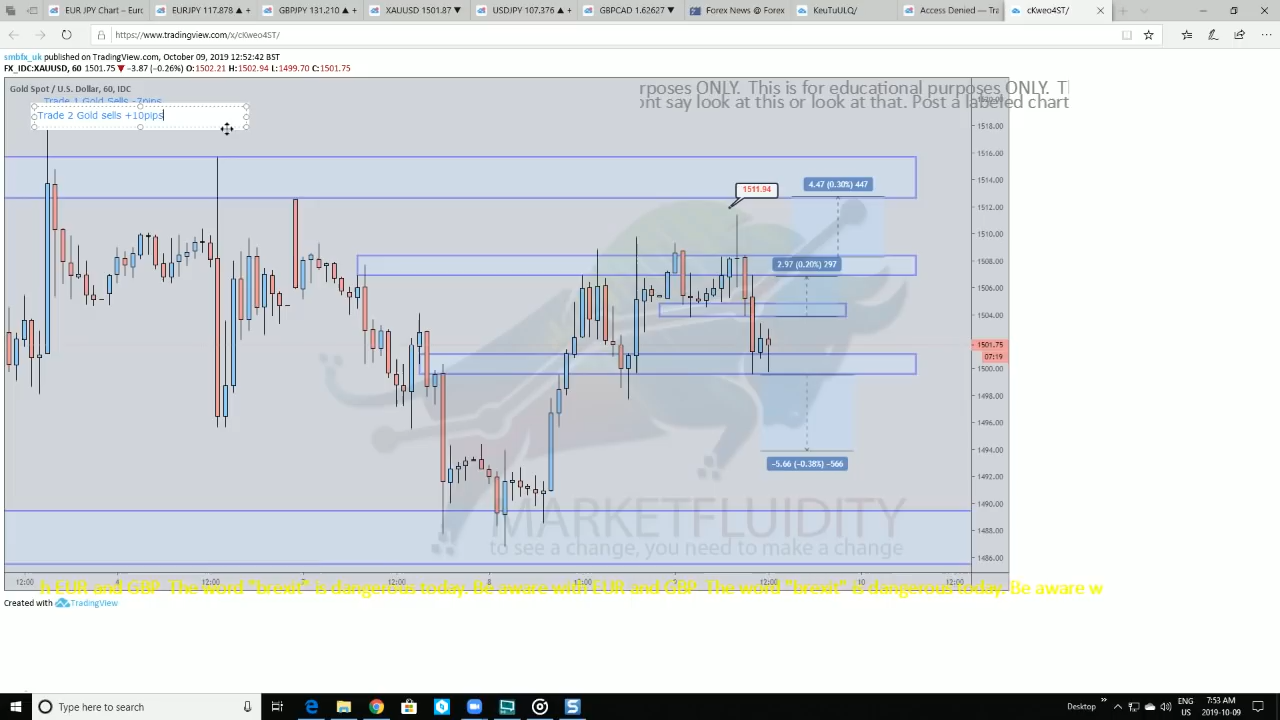 EURJPY 117.878 ▲ +
GBPJPY 131.210 ▲ +
XAUUSD 1501.87 ▼
USDJPY 107.376 ▲
GBPCAD 1.62627 ▼
Forex News @ Forex
KeuTuULQ/
Access Denied – Tra
cKweo4ST/
https://www.tradingview.com/x/cKweo4ST/
smbfx_uk published on TradingView.com, October 09, 2019 12:52:42 BST
FX_IDC:XAUUSD, 60 1501.75 ▼ −3.87 (−0.26%) O:1502.21 H:1502.94 L:1499.70 C:1501.75
Gold Spot / U.S. Dollar, 60, IDC
rposes ONLY. This is for educational purposes ONLY. T
ont say look at this or look at that. Post a labeled chart
Trade 1 Gold Sells -7pips
Trade 2 Gold sells +10pips
1518.00
1516.00
1514.00
1512.00
1510.00
1508.00
1506.00
1504.00
1501.75
07:19
1500.00
1498.00
1496.00
1494.00
1492.00
1490.00
1488.00
1486.00
4.47 (0.30%) 447
1511.94
2.97 (0.20%) 297
−5.66 (−0.38%) −566
MARKETFLUIDITY
to see a change, you need to make a change
12:00 4 12:00 7 8 11:00 9 12:00 10 12:00
h EUR and GBP The word "brexit" is dangerous today. Be aware with EUR and GBP The word "brexit" is dangerous today. Be aware w
Created with TradingView
Type here to search
Desktop
ENG
US
7:53 AM
2019-10-09